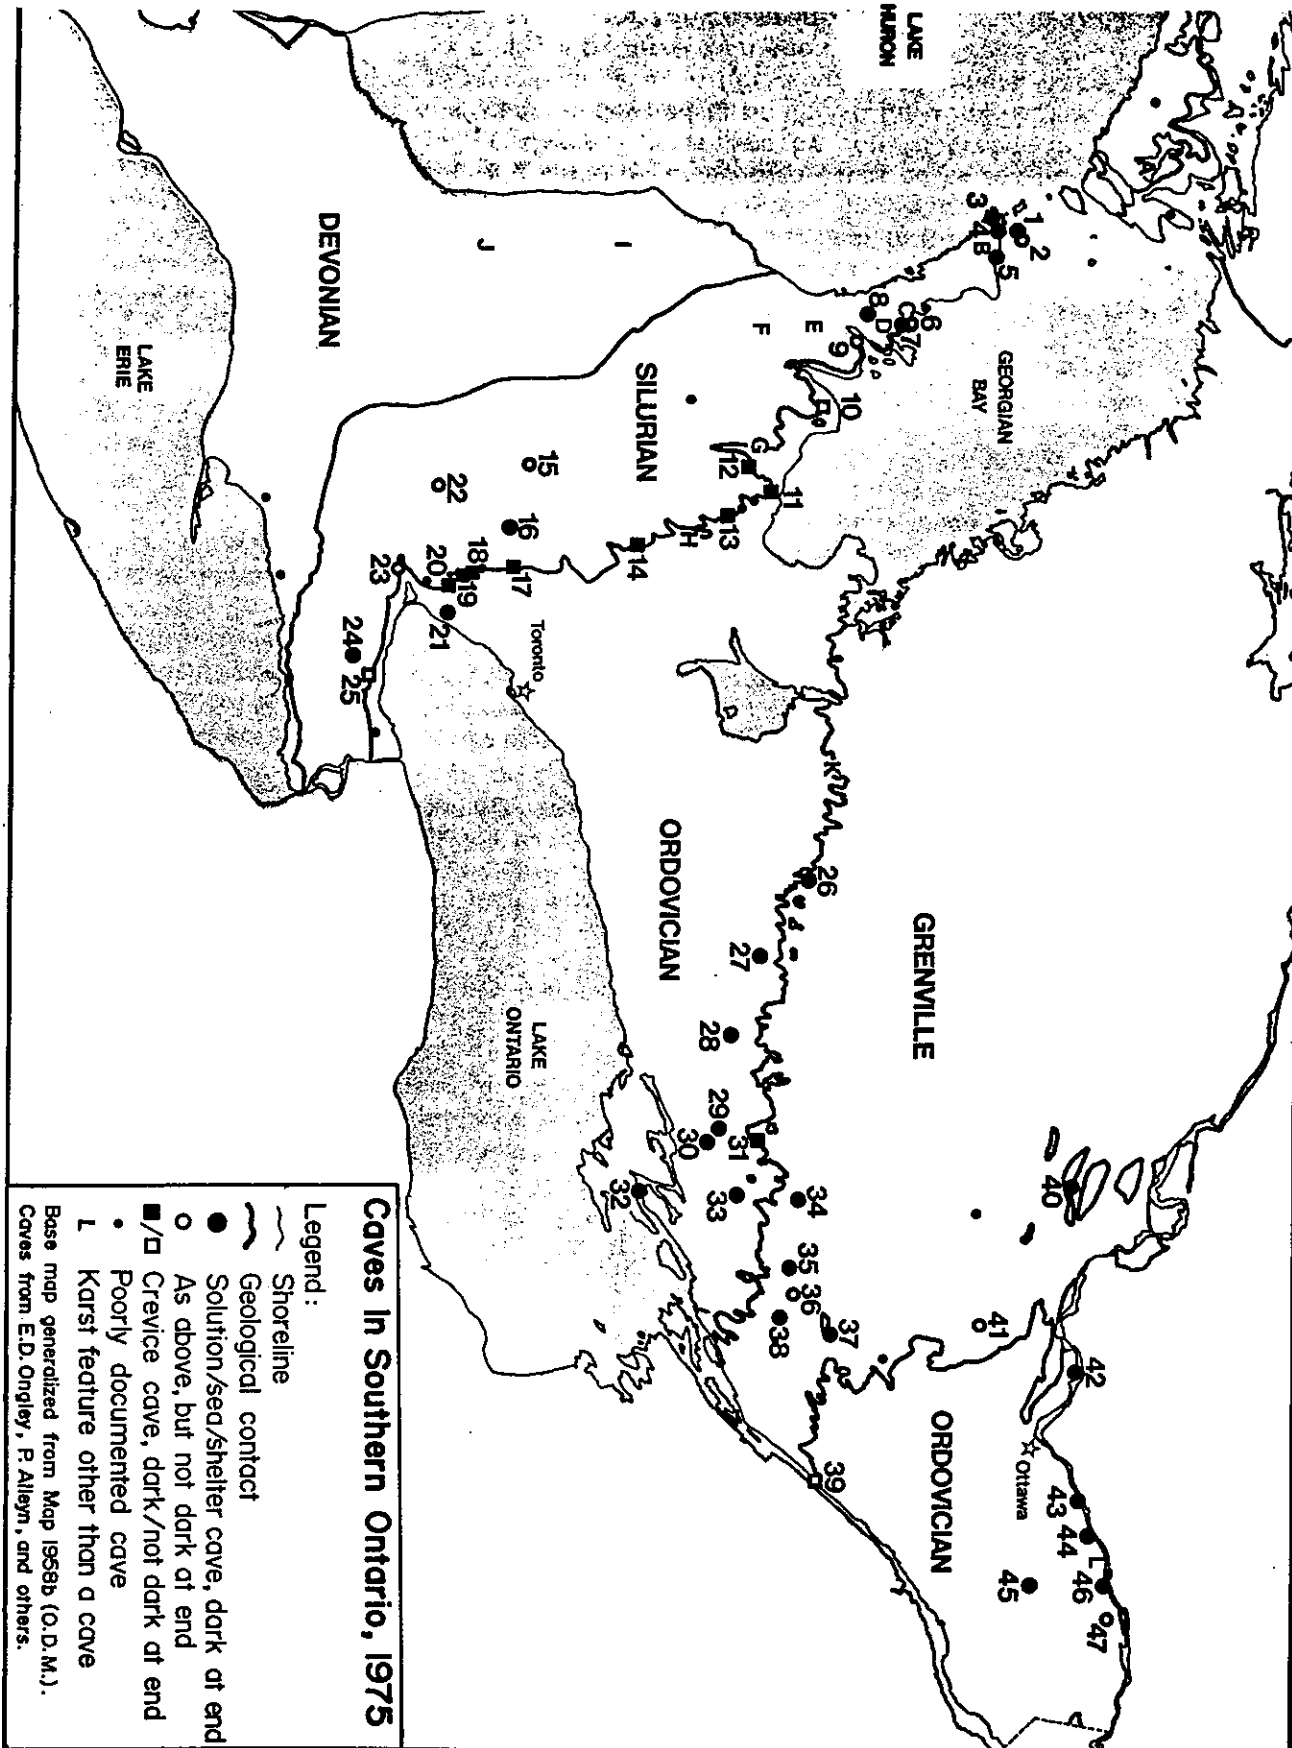 LAKE
HURON
GEORGIAN
BAY
1
2
3
4
B
5
6
C
7
8
D
9
E
F
10
G
12
11
13
H
14
I
J
DEVONIAN
SILURIAN
LAKE
ERIE
15
22
16
17
18
19
20
21
23
24
25
Toronto
K
ORDOVICIAN
GRENVILLE
26
27
28
29
30
31
32
33
34
35
36
37
38
39
40
41
42
43
44
L
45
46
47
Ottawa
ORDOVICIAN
LAKE
ONTARIO
Caves in Southern Ontario, 1975
Legend:
Shoreline
Geological contact
Solution/sea/shelter cave, dark at end
As above, but not dark at end
Crevice cave, dark/not dark at end
Poorly documented cave
L Karst feature other than a cave
Base map generalized from Map 1958b (O.D.M.).
Caves from E.D. Ongley, P. Alleyn, and others.